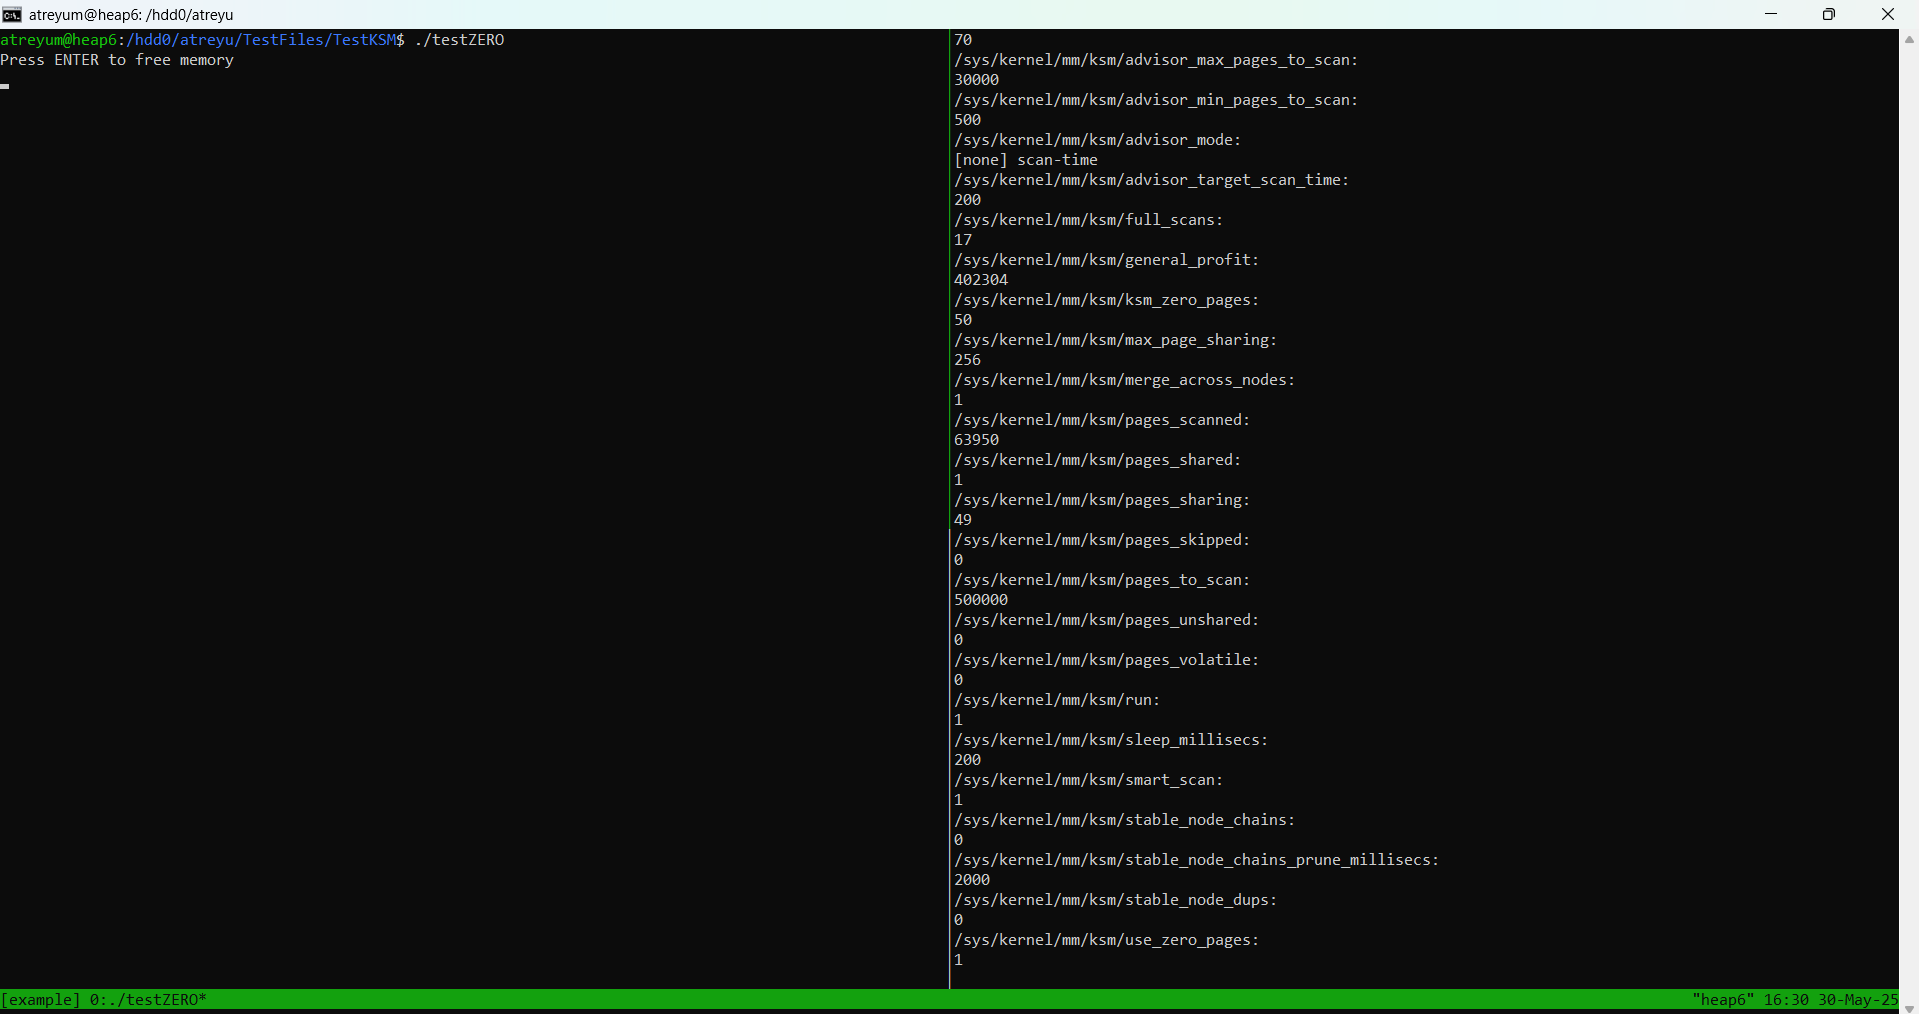 atreyum@heap6: /hdd0/atreyu
atreyum@heap6:/hdd0/atreyu/TestFiles/TestKSM$ ./testZERO
Press ENTER to free memory
70
/sys/kernel/mm/ksm/advisor_max_pages_to_scan:
30000
/sys/kernel/mm/ksm/advisor_min_pages_to_scan:
500
/sys/kernel/mm/ksm/advisor_mode:
[none] scan-time
/sys/kernel/mm/ksm/advisor_target_scan_time:
200
/sys/kernel/mm/ksm/full_scans:
17
/sys/kernel/mm/ksm/general_profit:
402304
/sys/kernel/mm/ksm/ksm_zero_pages:
50
/sys/kernel/mm/ksm/max_page_sharing:
256
/sys/kernel/mm/ksm/merge_across_nodes:
1
/sys/kernel/mm/ksm/pages_scanned:
63950
/sys/kernel/mm/ksm/pages_shared:
1
/sys/kernel/mm/ksm/pages_sharing:
49
/sys/kernel/mm/ksm/pages_skipped:
0
/sys/kernel/mm/ksm/pages_to_scan:
500000
/sys/kernel/mm/ksm/pages_unshared:
0
/sys/kernel/mm/ksm/pages_volatile:
0
/sys/kernel/mm/ksm/run:
1
/sys/kernel/mm/ksm/sleep_millisecs:
200
/sys/kernel/mm/ksm/smart_scan:
1
/sys/kernel/mm/ksm/stable_node_chains:
0
/sys/kernel/mm/ksm/stable_node_chains_prune_millisecs:
2000
/sys/kernel/mm/ksm/stable_node_dups:
0
/sys/kernel/mm/ksm/use_zero_pages:
1
[example] 0:./testZERO* "heap6" 16:30 30-May-25